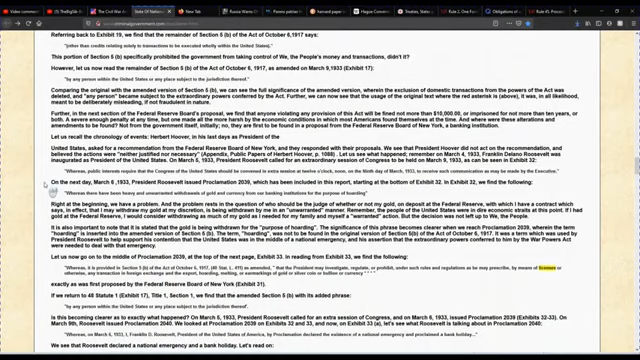 The Civil War A
State Of Nation
The BlgSib
New Tab
Russia Warns D
Parens patriae
harvard paper
Hague Conven
Treaties, States
Rule 2. One F
Obligations of
Rule #1. Princi
www.criminalgovernment.com
Referring back to Exhibit 19, we find that the remainder of Section 5 (b) of the Act of October 6,1917 says:
"(other than credits relating solely to transactions to be executed wholly within the United States),"
This portion of Section 5 (b) specifically prohibited the government from taking control of We, the People's money and transactions, didn't it?
However, let us now read the remainder of Section 5 (b) of the Act of October 6, 1917, as amended on March 9,1933 (Exhibit 17):
"by any person within the United States or any place subject to the jurisdiction thereof."
Comparing the original with the amended version of Section 5 (b), we can see the full significance of the amended version, wherein the exclusion of domestic transactions from the powers of the Act was
deleted, and "any person" became subject to the extraordinary powers conferred by the Act. Further, we can now see that the usage of the original text where the red asterisk is (above), it was, in all likelihood,
meant to be deliberately misleading, if not fraudulent in nature.
Further, in the next section of the Federal Reserve Board's proposal, we find that anyone violating any provision of this Act will be fined not more than $10,000.00, or imprisoned for not more than ten years, or
both. A severe enough penalty at any time, but one made all the more harsh by the economic conditions in which most Americans found themselves at the time. And where were these alterations and
amendments to be found? Not from the government itself, initially; no, they are first to be found in a proposal from the Federal Reserve Board of New York, a banking institution.
Let us recall the chronology of events: Herbert Hoover, in his last days as President of the
United States, asked for a recommendation from the Federal Reserve Board of New York, and they responded with their proposals. We see that President Hoover did not act on the recommendation, and
believed the actions were "neither justified nor necessary" (Appendix, Public Papers of Herbert Hoover, p. 1088). Let us see what happened; remember on March 4, 1933, Franklin Delano Roosevelt was
inaugurated as President of the United States. On March 5, 1933, President Roosevelt called for an extraordinary session of Congress to be held on March 9, 1933, as can be seen in Exhibit 32:
"Whereas, public interests require that the Congress of the United States should be convened in extra session at twelve o'clock, noon, on the Ninth day of March, 1933, to receive such communication as may be made by the Executive."
On the next day, March 6 ,1933, President Roosevelt issued Proclamation 2039, which has been included in this report, starting at the bottom of Exhibit 32. In Exhibit 32, we find the following:
"Whereas there have been heavy and unwarranted withdrawals of gold and currency from our banking institutions for the purpose of hoarding"
Right at the beginning, we have a problem. And the problem rests in the question of who should be the judge of whether or not my gold, on deposit at the Federal Reserve, with which I have a contract which
says, in effect, that I may withdraw my gold at my discretion, is being withdrawn by me in an "unwarranted" manner. Remember, the people of the United States were in dire economic straits at this point. If I had
gold at the Federal Reserve, I would consider withdrawing as much of my gold as I needed for my family and myself a "warranted" action. But the decision was not left up to We, the People.
It is also important to note that it is stated that the gold is being withdrawn for the "purpose of hoarding". The significance of this phrase becomes clearer when we reach Proclamation 2039, wherein the term
"hoarding" is inserted into the amended version of Section 5 (b). The term, "hoarding", was not to be found in the original version of Section 5(b) of the Act of October 6, 1917. It was a term which was used by
President Roosevelt to help support his contention that the United States was in the middle of a national emergency, and his assertion that the extraordinary powers conferred to him by the War Powers Act
were needed to deal with that emergency.
Let us now go on to the middle of Proclamation 2039, at the top of the next page, Exhibit 33. In reading from Exhibit 33, we find the following:
"Whereas, it is provided in Section 5 (b) of the Act of October 6, 1917, (40 Stat. L. 411) as amended, " that the President may investigate, regulate, or prohibit, under such rules and regulations as he may prescribe, by means of licenses or
otherwise, any transaction in foreign exchange and the export, hoarding, melting, or earmarkings of gold or silver coin or bullion or currency * * * "
exactly as was first proposed by the Federal Reserve Board of New York (Exhibit 31).
If we return to 48 Statute 1 (Exhibit 17), Title 1, Section 1, we find that the amended Section 5 (b) with its added phrase:
"by any person within the United States or any place subject to the jurisdiction thereof."
Is this becoming clearer as to exactly what happened? On March 5, 1933, President Roosevelt called for an extra session of Congress, and on March 6, 1933, issued Proclamation 2039 (Exhibits 32-33). On
March 9th, Roosevelt issued Proclamation 2040. We looked at Proclamation 2039 on Exhibits 32 and 33, and now, on Exhibit 33 (a), let's see what Roosevelt is talking about in Proclamation 2040:
"Whereas, on March 6, 1933, I, Franklin D. Roosevelt, President of the United States of America, by Proclamation declared the existence of a national emergency and proclaimed a bank holiday..."
We see that Roosevelt declared a national emergency and a bank holiday. Let's read on: